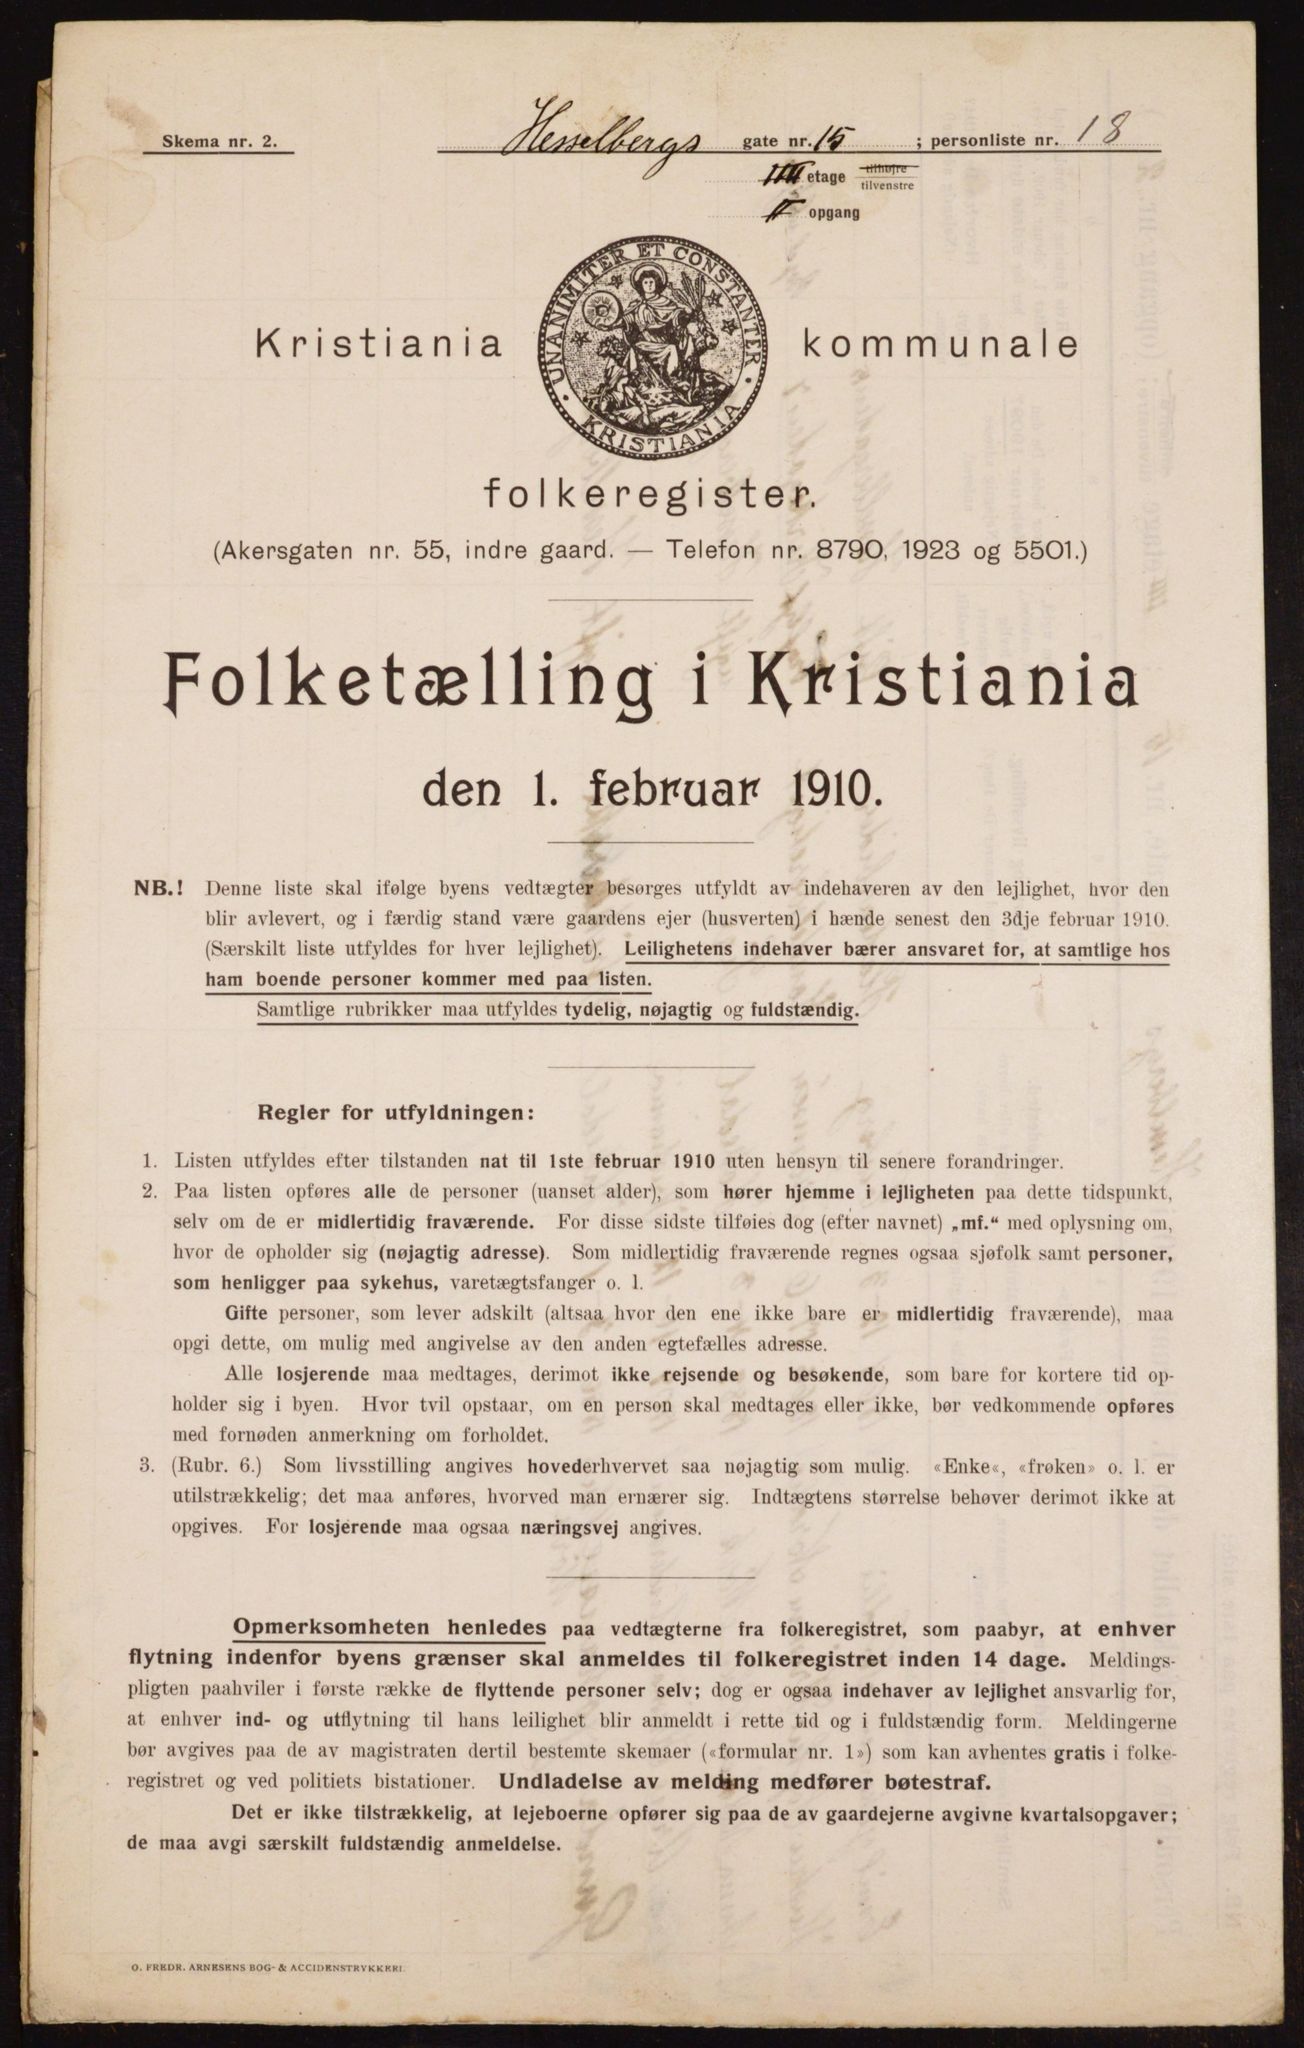 Skema nr. 2.
Hesselbergs gate nr. 15 ; personliste nr. 18
etage tilhøjre tilvenstre
II opgang
UNANIMITER ET CONSTANTER · KRISTIANIA ·
Kristiania kommunale
folkeregister.
(Akersgaten nr. 55, indre gaard. — Telefon nr. 8790, 1923 og 5501.)
Folketælling i Kristiania
den 1. februar 1910.
NB.! Denne liste skal ifølge byens vedtægter besørges utfyldt av indehaveren av den lejlighet, hvor den
blir avlevert, og i færdig stand være gaardens ejer (husverten) i hænde senest den 3dje februar 1910.
(Særskilt liste utfyldes for hver lejlighet). Leilighetens indehaver bærer ansvaret for, at samtlige hos
ham boende personer kommer med paa listen.
Samtlige rubrikker maa utfyldes tydelig, nøjagtig og fuldstændig.
Regler for utfyldningen:
1. Listen utfyldes efter tilstanden nat til 1ste februar 1910 uten hensyn til senere forandringer.
2. Paa listen opføres alle de personer (uanset alder), som hører hjemme i lejligheten paa dette tidspunkt,
selv om de er midlertidig fraværende. For disse sidste tilføies dog (efter navnet) „mf.“ med oplysning om,
hvor de opholder sig (nøjagtig adresse). Som midlertidig fraværende regnes ogsaa sjøfolk samt personer,
som henligger paa sykehus, varetægtsfanger o. l.
Gifte personer, som lever adskilt (altsaa hvor den ene ikke bare er midlertidig fraværende), maa
opgi dette, om mulig med angivelse av den anden egtefælles adresse.
Alle losjerende maa medtages, derimot ikke rejsende og besøkende, som bare for kortere tid op-
holder sig i byen. Hvor tvil opstaar, om en person skal medtages eller ikke, bør vedkommende opføres
med fornøden anmerkning om forholdet.
3. (Rubr. 6.) Som livsstilling angives hovederhvervet saa nøjagtig som mulig. «Enke«, «frøken» o. l. er
utilstrækkelig; det maa anføres, hvorved man ernærer sig. Indtægtens størrelse behøver derimot ikke at
opgives. For losjerende maa ogsaa næringsvej angives.
Opmerksomheten henledes paa vedtægterne fra folkeregistret, som paabyr, at enhver
flytning indenfor byens grænser skal anmeldes til folkeregistret inden 14 dage. Meldings-
pligten paahviler i første række de flyttende personer selv; dog er ogsaa indehaver av lejlighet ansvarlig for,
at enhver ind- og utflytning til hans leilighet blir anmeldt i rette tid og i fuldstændig form. Meldingerne
bør avgives paa de av magistraten dertil bestemte skemaer («formular nr. 1») som kan avhentes gratis i folke-
registret og ved politiets bistationer. Undladelse av melding medfører bøtestraf.
Det er ikke tilstrækkelig, at lejeboerne opfører sig paa de av gaardejerne avgivne kvartalsopgaver;
de maa avgi særskilt fuldstændig anmeldelse.
O. FREDR. ARNESENS BOG- & ACCIDENSTRYKKERI.